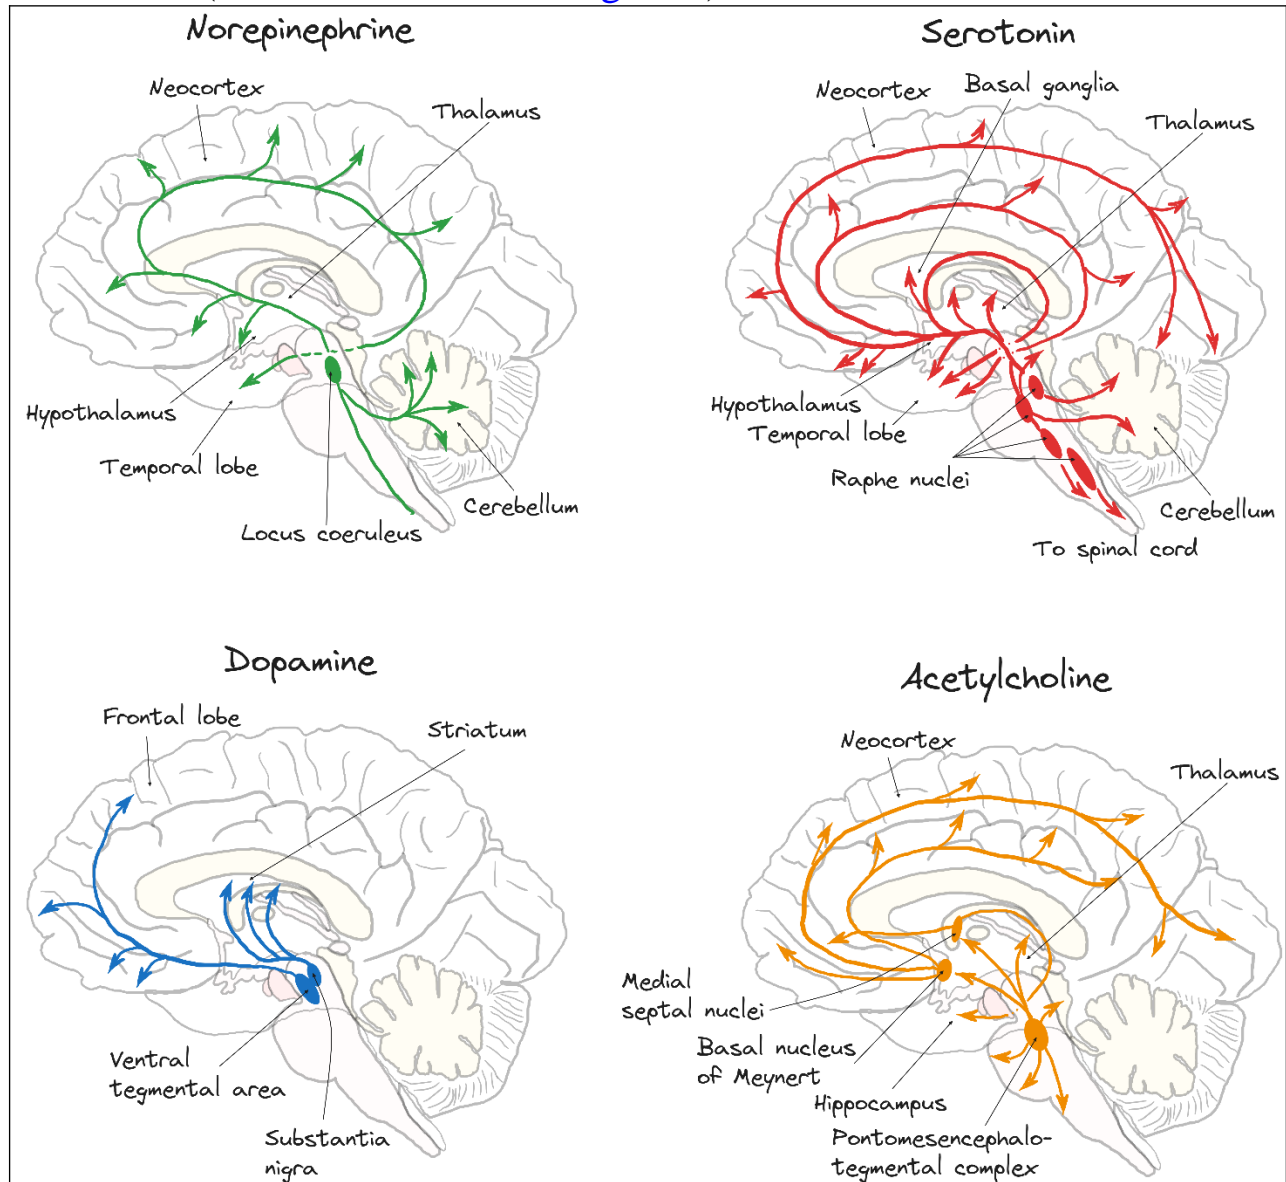 Norepinephrine
Neocortex
Thalamus
Hypothalamus
Temporal lobe
Locus coeruleus
Cerebellum
Serotonin
Neocortex
Basal ganglia
Thalamus
Hypothalamus
Temporal lobe
Raphe nuclei
Cerebellum
To spinal cord
Dopamine
Frontal lobe
Striatum
Ventral
tegmental area
Substantia
nigra
Acetylcholine
Neocortex
Thalamus
Medial
septal nuclei
Basal nucleus
of Meynert
Hippocampus
Pontomesencephalo-
tegmental complex